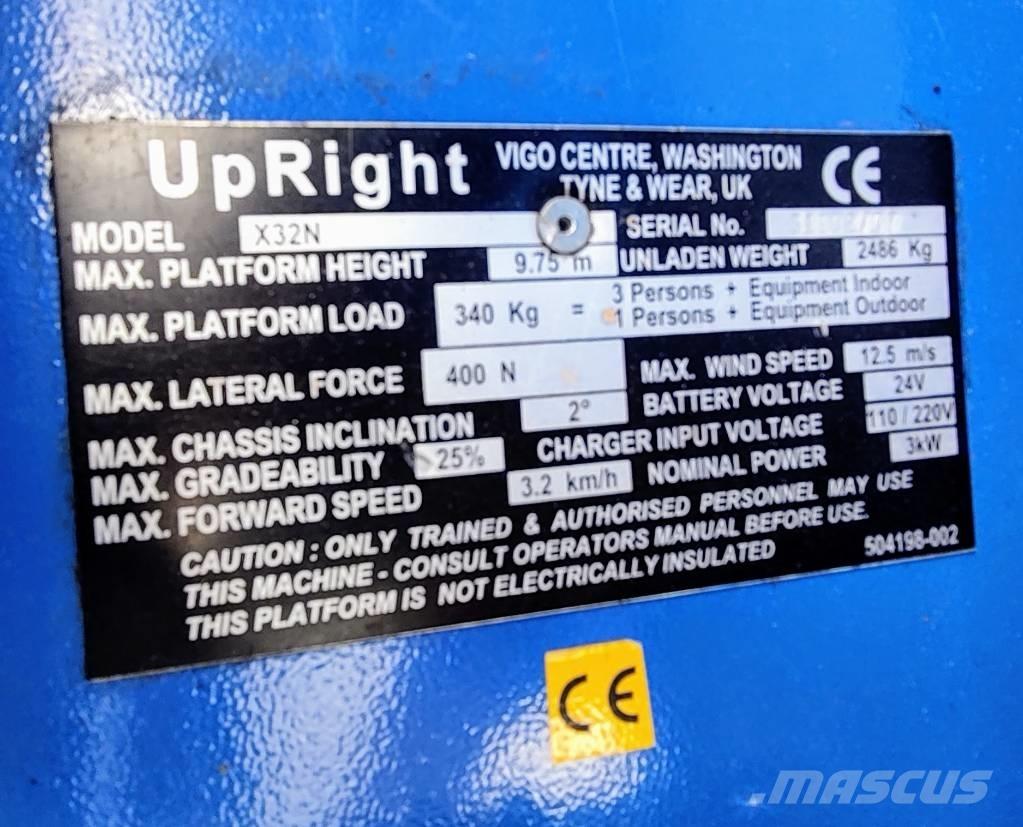 UpRight VIGO CENTRE, WASHINGTON
TYNE & WEAR, UK
CE
MODEL X32N SERIAL No.
MAX. PLATFORM HEIGHT 9.75 m UNLADEN WEIGHT 2486 Kg
MAX. PLATFORM LOAD 340 Kg = 3 Persons + Equipment Indoor
1 Persons + Equipment Outdoor
MAX. LATERAL FORCE 400 N MAX. WIND SPEED 12.5 m/s
MAX. CHASSIS INCLINATION 2° BATTERY VOLTAGE 24V
MAX. GRADEABILITY 25% CHARGER INPUT VOLTAGE 110 / 220V
MAX. FORWARD SPEED 3.2 km/h NOMINAL POWER 3kW
CAUTION : ONLY TRAINED & AUTHORISED PERSONNEL MAY USE
THIS MACHINE - CONSULT OPERATORS MANUAL BEFORE USE.
THIS PLATFORM IS NOT ELECTRICALLY INSULATED
504198-002
CE
MASCUS